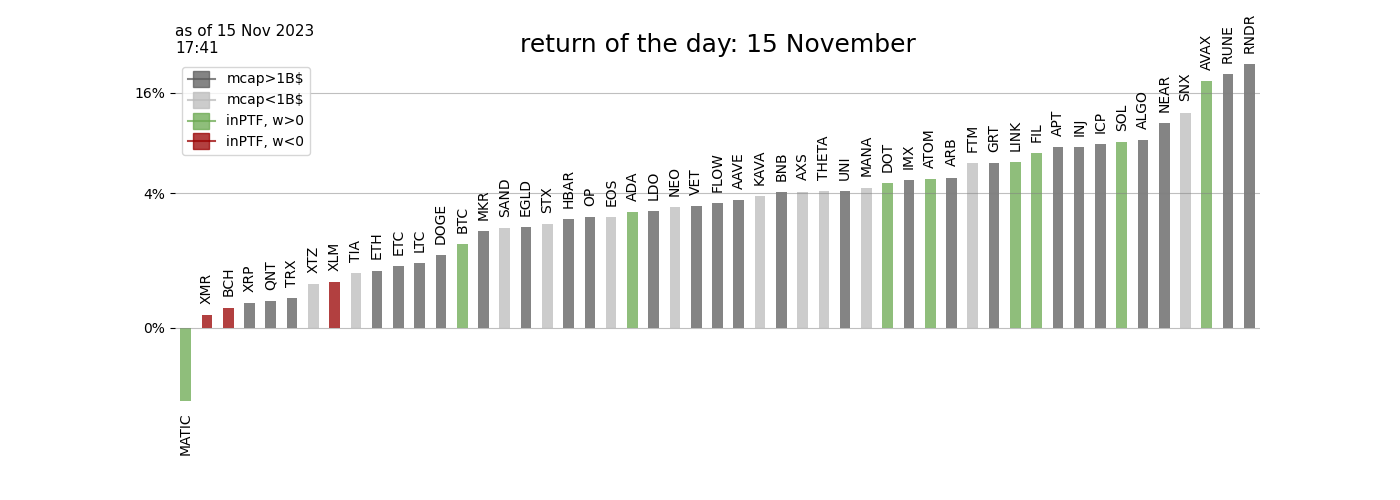 as of 15 Nov 2023
17:41
return of the day: 15 November
mcap>1B$
mcap<1B$
inPTF, w>0
inPTF, w<0
16%
4%
0%
MATIC
XMR
BCH
XRP
QNT
TRX
XTZ
XLM
TIA
ETH
ETC
LTC
DOGE
BTC
MKR
SAND
EGLD
STX
HBAR
OP
EOS
ADA
LDO
NEO
VET
FLOW
AAVE
KAVA
BNB
AXS
THETA
UNI
MANA
DOT
IMX
ATOM
ARB
FTM
GRT
LINK
FIL
APT
INJ
ICP
SOL
ALGO
NEAR
SNX
AVAX
RUNE
RNDR